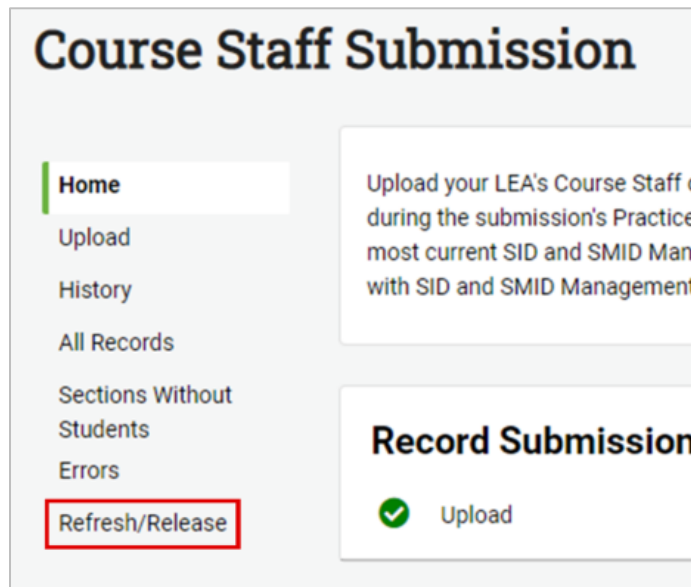 Course Staff Submission
Home
Upload
History
All Records
Sections Without
Students
Errors
Refresh/Release
Upload your LEA's Course Staff
during the submission's Practice
most current SID and SMID Man
with SID and SMID Management
Record Submission
Upload